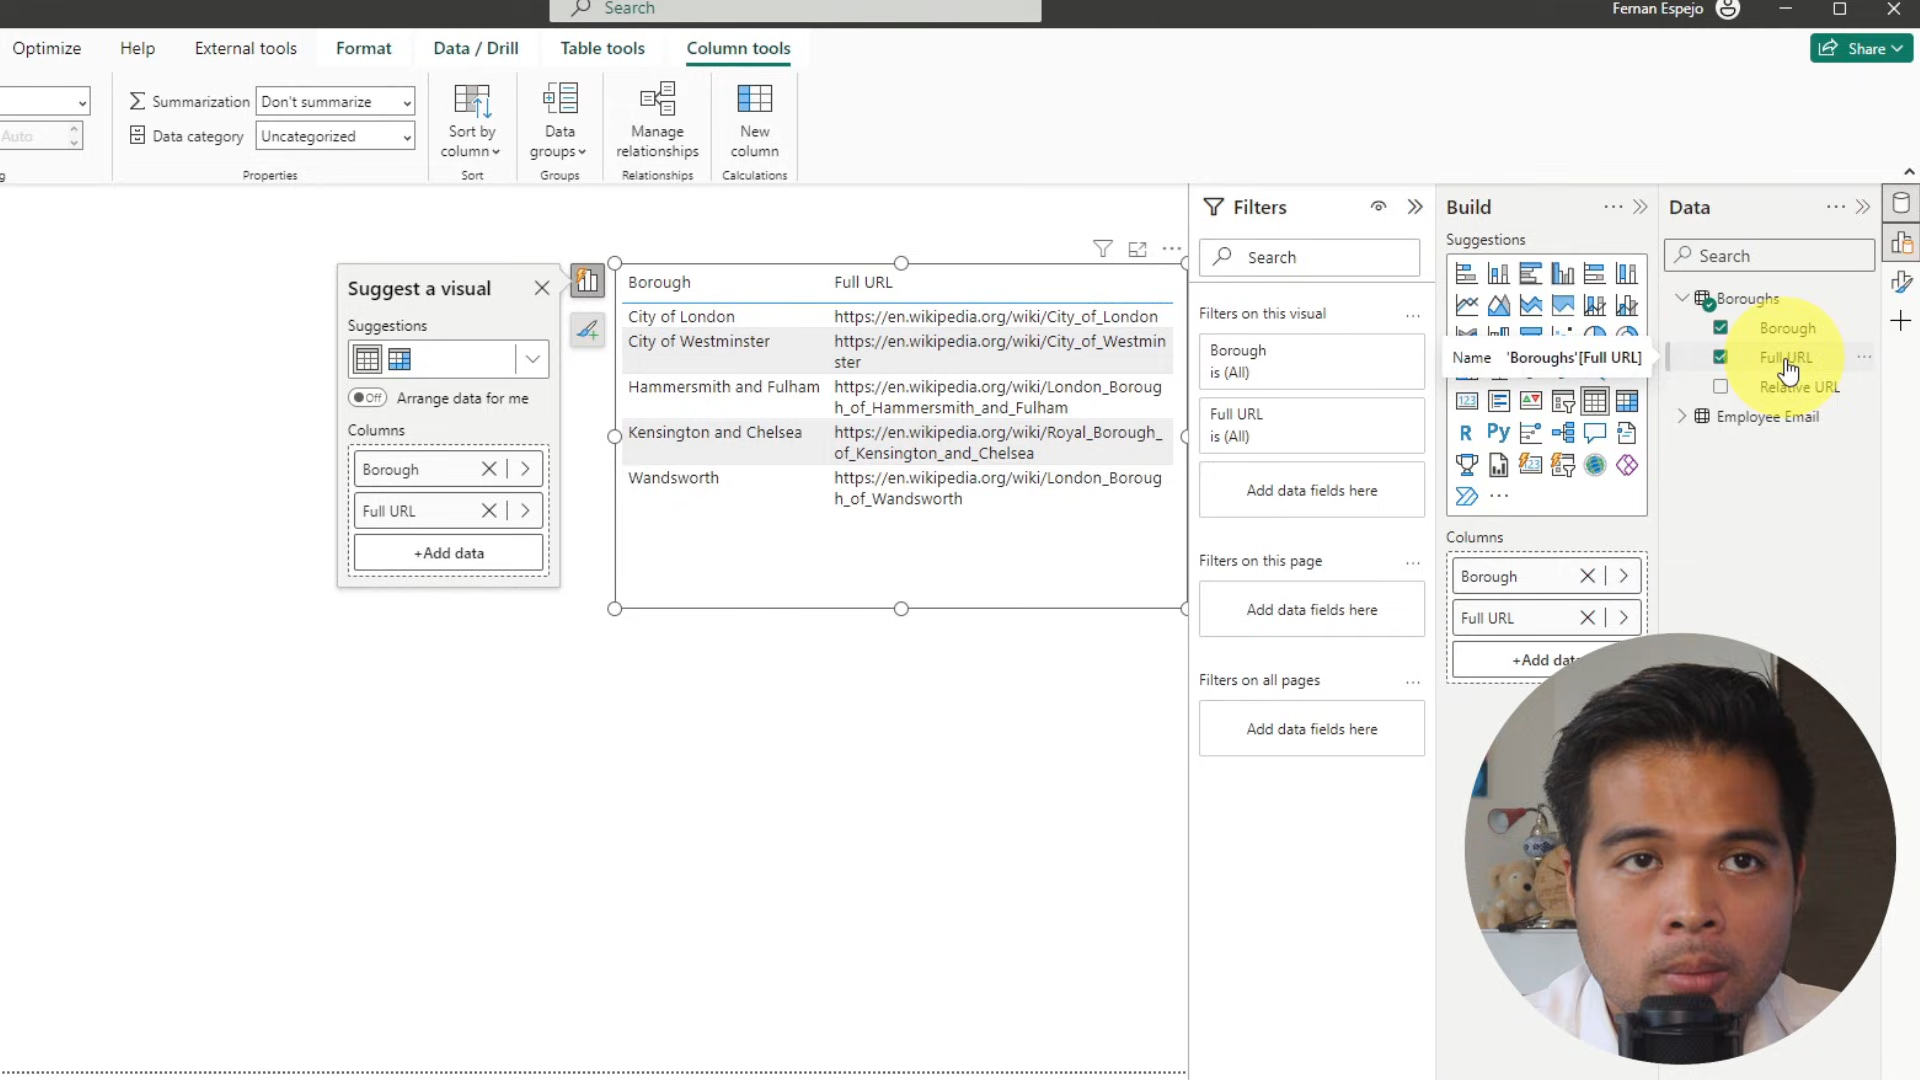 Search
Fernan Espejo
Optimize
Help
External tools
Format
Data / Drill
Table tools
Column tools
Share
Auto
Summarization
Don't summarize
Data category
Uncategorized
Properties
Sort by
column
Sort
Data
groups
Groups
Manage
relationships
Relationships
New
column
Calculations
Suggest a visual
Suggestions
Off
Arrange data for me
Columns
Borough
Full URL
+Add data
Borough
Full URL
City of London
https://en.wikipedia.org/wiki/City_of_London
City of Westminster
https://en.wikipedia.org/wiki/City_of_Westmin
ster
Hammersmith and Fulham
https://en.wikipedia.org/wiki/London_Boroug
h_of_Hammersmith_and_Fulham
Kensington and Chelsea
https://en.wikipedia.org/wiki/Royal_Borough_
of_Kensington_and_Chelsea
Wandsworth
https://en.wikipedia.org/wiki/London_Boroug
h_of_Wandsworth
Filters
Search
Filters on this visual
Borough
is (All)
Full URL
is (All)
Add data fields here
Filters on this page
Add data fields here
Filters on all pages
Add data fields here
Build
Suggestions
Name 'Boroughs'[Full URL]
123
R
Py
123
Columns
Borough
Full URL
+Add data
Data
Search
Boroughs
Borough
Full URL
Relative URL
Employee Email